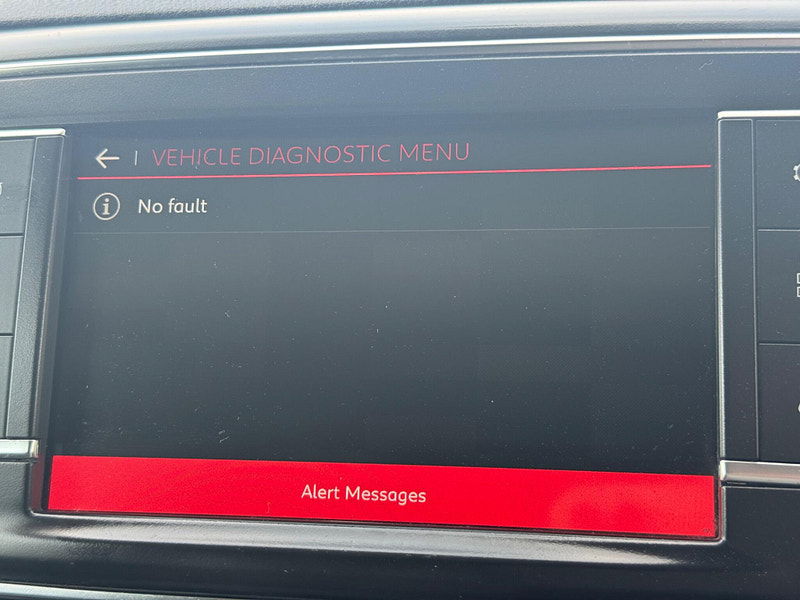 VEHICLE DIAGNOSTIC MENU
No fault
Alert Messages